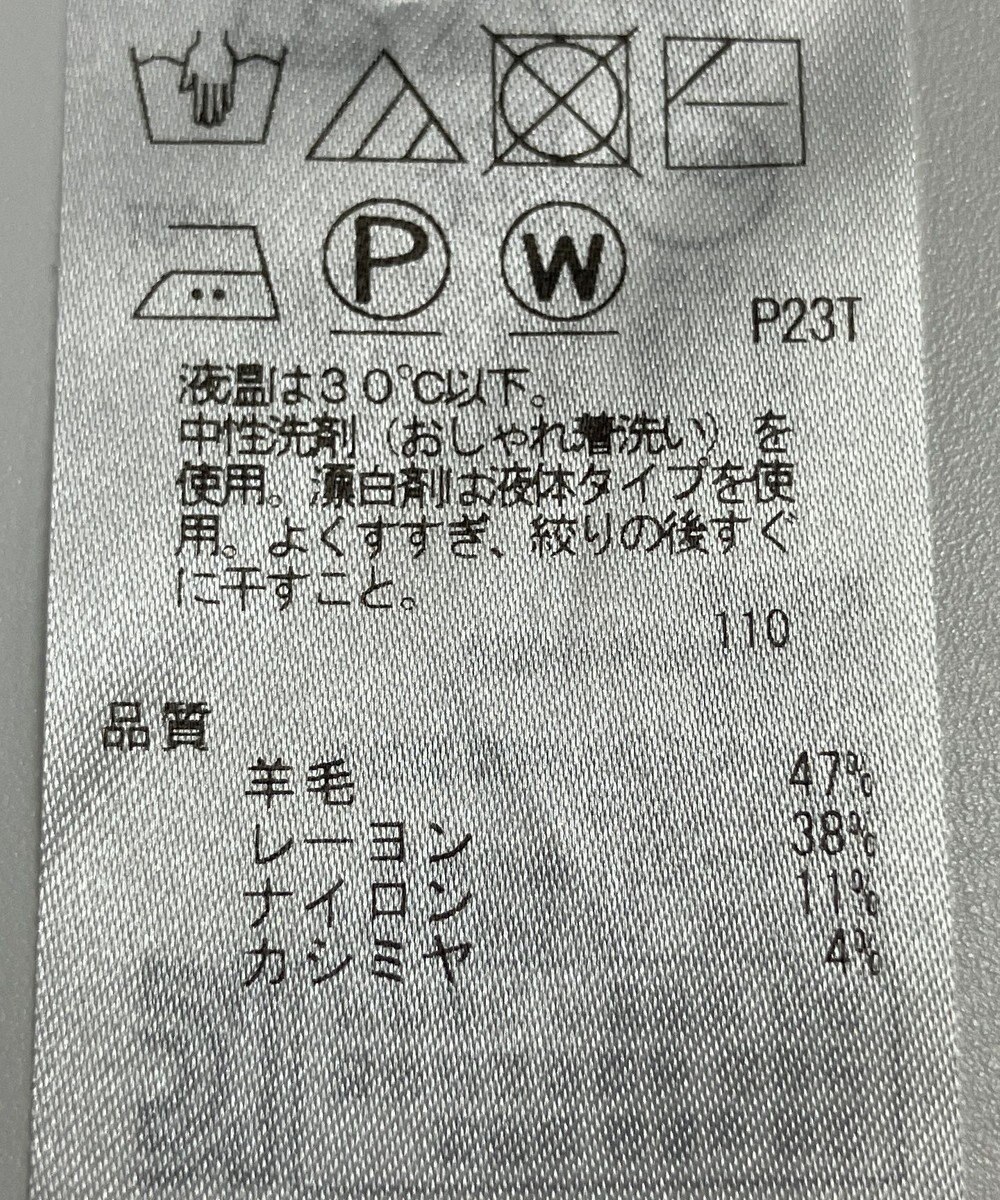 P
W
P23T
液温は30℃以下。
中性洗剤（おしゃれ着洗い）を
使用。漂白剤は液体タイプを使
用。よくすすぎ、絞りの後すぐ
に干すこと。
110
品質
羊毛 47%
レーヨン 38%
ナイロン 11%
カシミヤ 4%